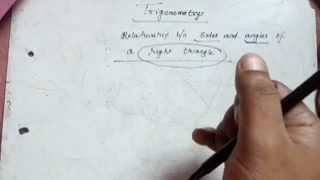 Trigonometry
Relationship b/n Sides and angles of
a right triangle